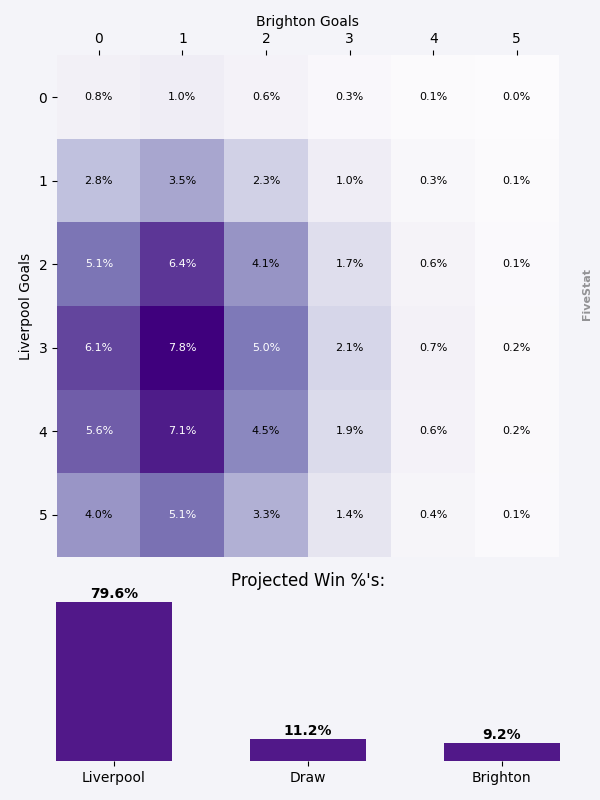 Brighton Goals
0 1 2 3 4 5
0 0.8% 1.0% 0.6% 0.3% 0.1% 0.0%
1 2.8% 3.5% 2.3% 1.0% 0.3% 0.1%
2 5.1% 6.4% 4.1% 1.7% 0.6% 0.1%
3 6.1% 7.8% 5.0% 2.1% 0.7% 0.2%
4 5.6% 7.1% 4.5% 1.9% 0.6% 0.2%
5 4.0% 5.1% 3.3% 1.4% 0.4% 0.1%
Liverpool Goals
FiveStat
Projected Win %'s:
79.6% 11.2% 9.2%
Liverpool Draw Brighton